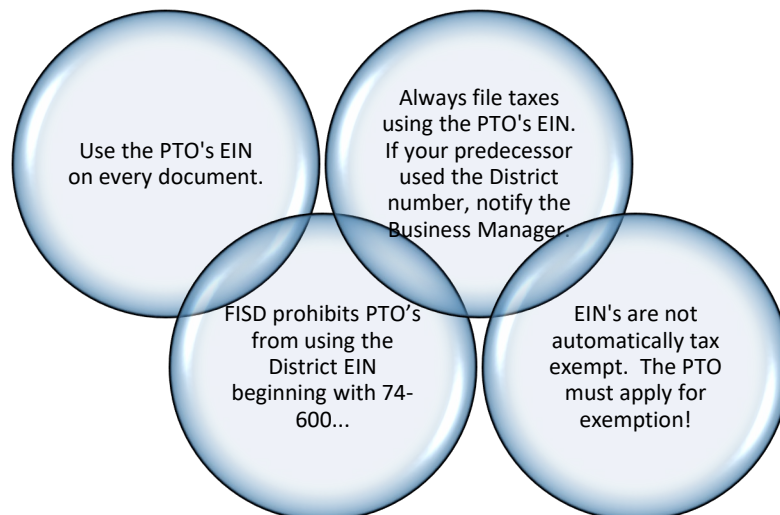 Use the PTO's EIN
on every document.
Always file taxes
using the PTO's EIN.
If your predecessor
used the District
number, notify the
Business Manager.
FISD prohibits PTO’s
from using the
District EIN
beginning with 74-
600...
EIN's are not
automatically tax
exempt.  The PTO
must apply for
exemption!